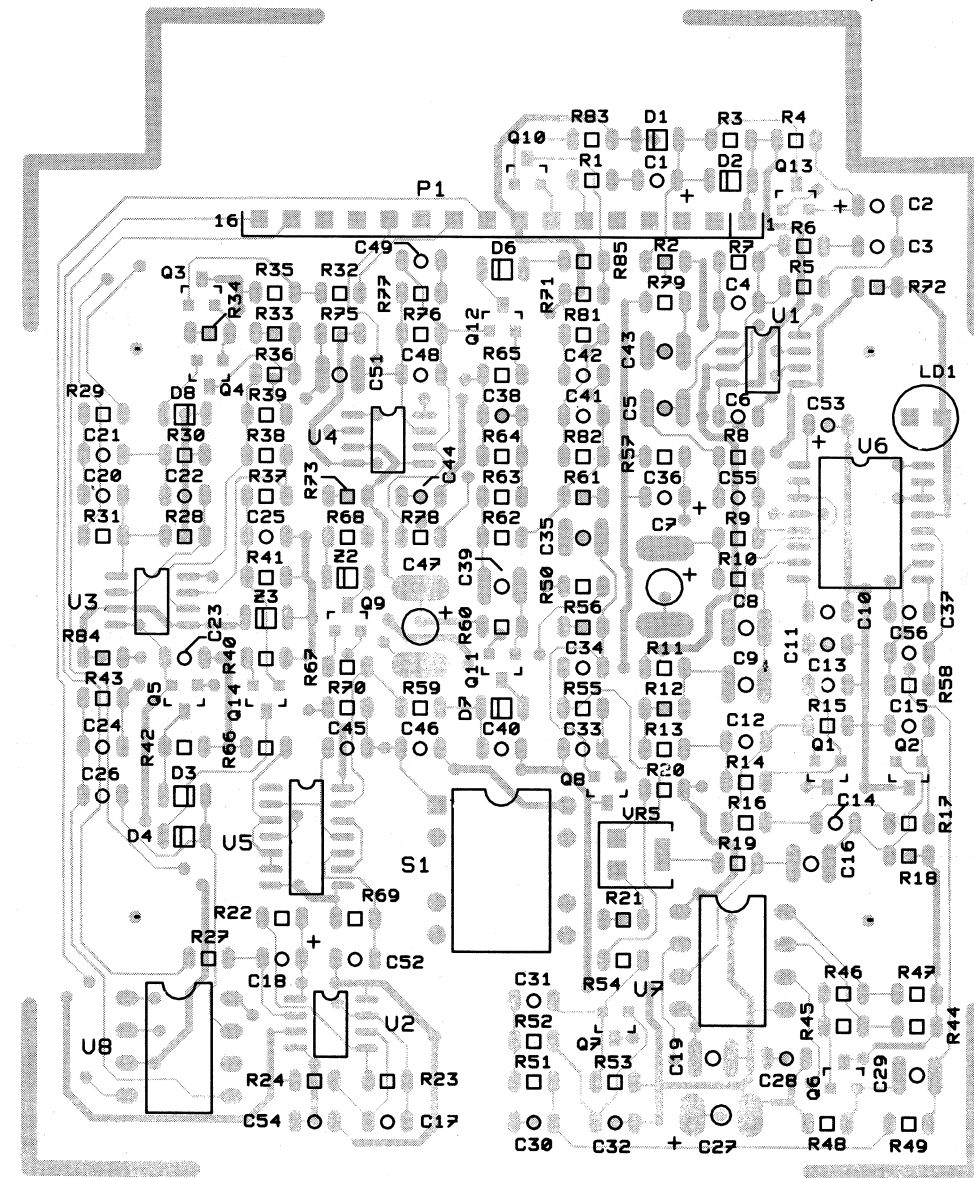 R83 D1 R3 R4
Q10
R1 C1 D2 Q13
+
P1
+ C2
16 1
C49 D6 R85 R2 R7 R6 C3
Q3 R35 R32 R77 R71 R79 C4 R5 R72
R34
R33 R75 R76 Q12 R81 U1
R36 C51 C48 R65 C42 C43
Q4 LD1
R29 D8 R39 C38 C41 C5 C6 C53
+
C21 R30 R38 U4 R64 R82 R57 R8 U6
C44
C20 C22 R37 R73 R63 R61 C36 C55
+
R31 R28 C25 R68 R78 R62 C35 C7 R9
R41 Z2 C47 C39 R50 R10
+
U3 Z3 Q9 + R60 R56 C8 C11 C10 C37
C23
R84 R40 R67 C34 R11 C9 C13 C56
Q11
R43 Q5 Q14 R70 R59 D7 R55 R12 R15 C15 R58
C24 R42 R66 C45 C46 C40 C33 R13 C12 Q1 Q2
C26 D3 Q8 R20 R14
D4 U5 VR5 R16 C14 R17
S1 R19 C16 R18
R22 R69 R21
+
R27 C18 C52 R54 U7 R46 R47
C31
U8 U2 R52 Q7 C19 R45 R44
R24 R23 R51 R53 C28 Q6 C29
C54 C17 C30 C32 + C27 R48 R49